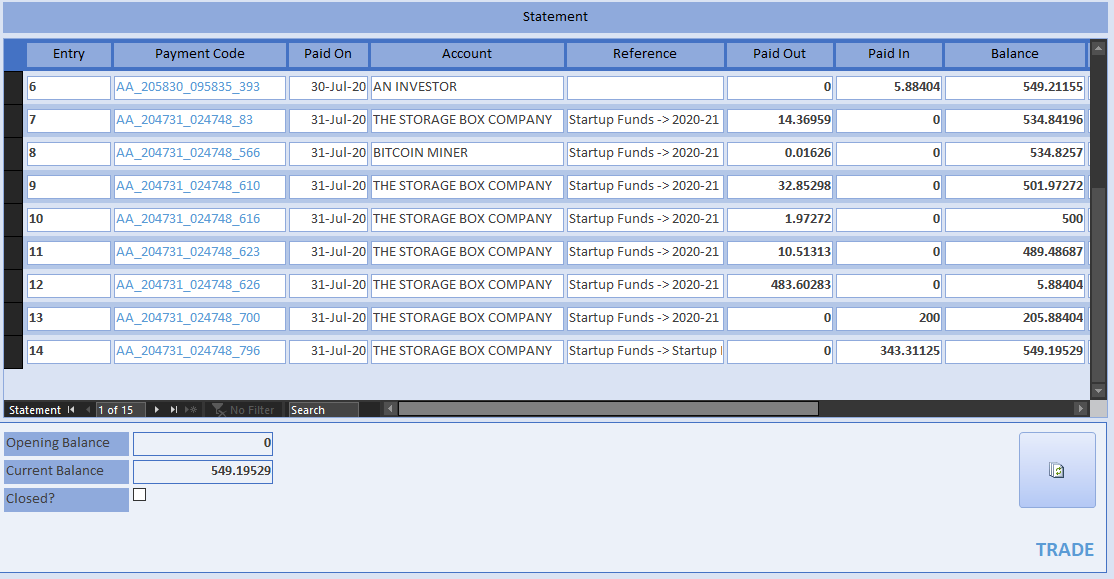 Statement
Entry Payment Code Paid On Account Reference Paid Out Paid In Balance
6 AA_205830_095835_393 30-Jul-20 AN INVESTOR 0 5.88404 549.21155
7 AA_204731_024748_83 31-Jul-20 THE STORAGE BOX COMPANY Startup Funds -> 2020-21 14.36959 0 534.84196
8 AA_204731_024748_566 31-Jul-20 BITCOIN MINER Startup Funds -> 2020-21 0.01626 0 534.8257
9 AA_204731_024748_610 31-Jul-20 THE STORAGE BOX COMPANY Startup Funds -> 2020-21 32.85298 0 501.97272
10 AA_204731_024748_616 31-Jul-20 THE STORAGE BOX COMPANY Startup Funds -> 2020-21 1.97272 0 500
11 AA_204731_024748_623 31-Jul-20 THE STORAGE BOX COMPANY Startup Funds -> 2020-21 10.51313 0 489.48687
12 AA_204731_024748_626 31-Jul-20 THE STORAGE BOX COMPANY Startup Funds -> 2020-21 483.60283 0 5.88404
13 AA_204731_024748_700 31-Jul-20 THE STORAGE BOX COMPANY Startup Funds -> 2020-21 0 200 205.88404
14 AA_204731_024748_796 31-Jul-20 THE STORAGE BOX COMPANY Startup Funds -> Startup 0 343.31125 549.19529
Statement 1 of 15 No Filter Search
Opening Balance 0
Current Balance 549.19529
Closed?
TRADE